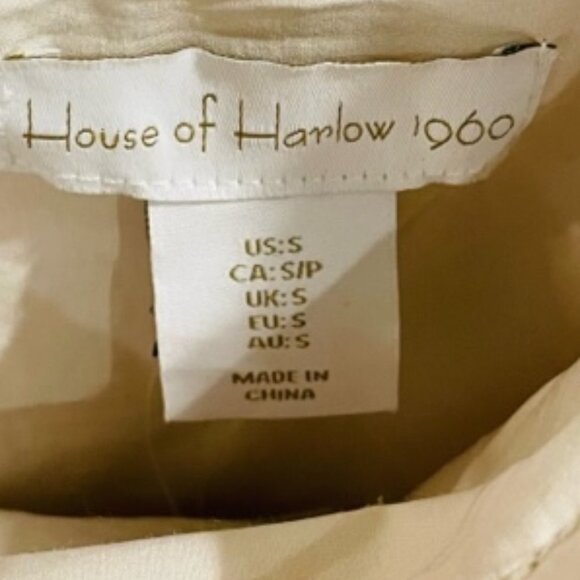 House of Harlow 1960
US:S
CA:S/P
UK:S
EU:S
AU:S
MADE IN
CHINA